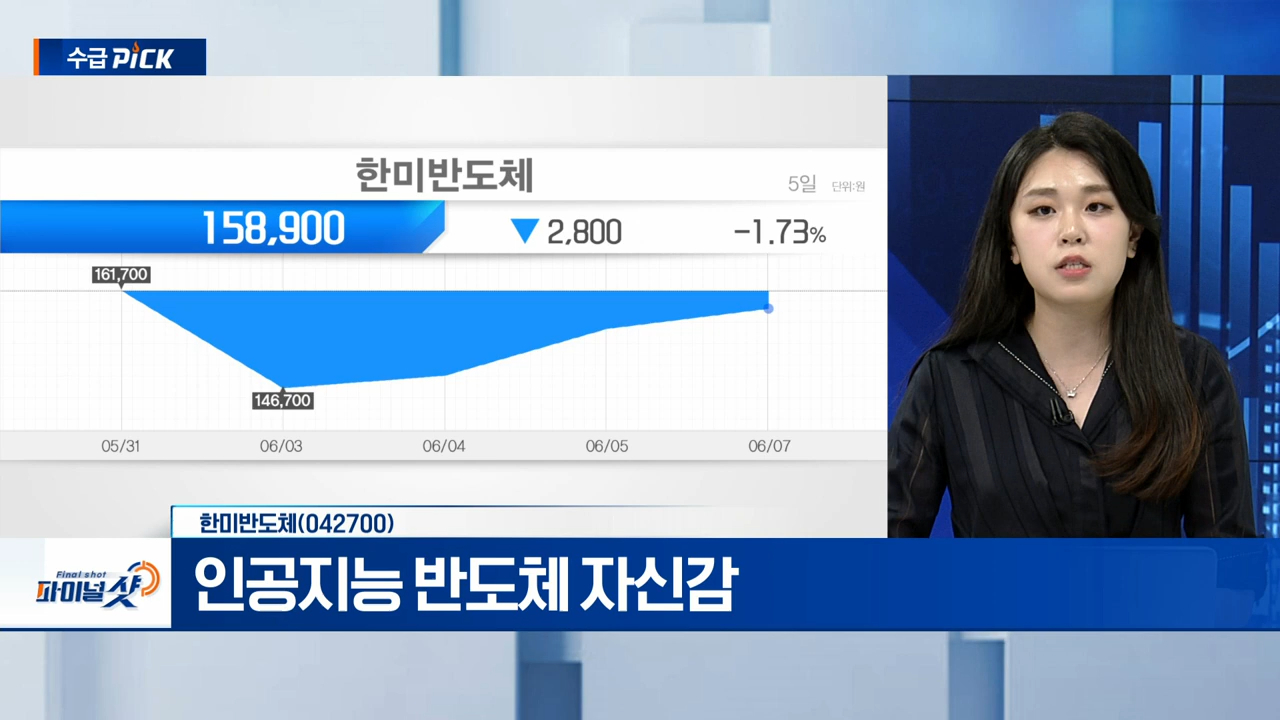 수급 PiCK
한미반도체
5일 단위:원
158,900 ▼ 2,800 -1.73%
161,700
146,700
05/31 06/03 06/04 06/05 06/07
한미반도체(042700)
Final shot
파이널샷
인공지능 반도체 자신감